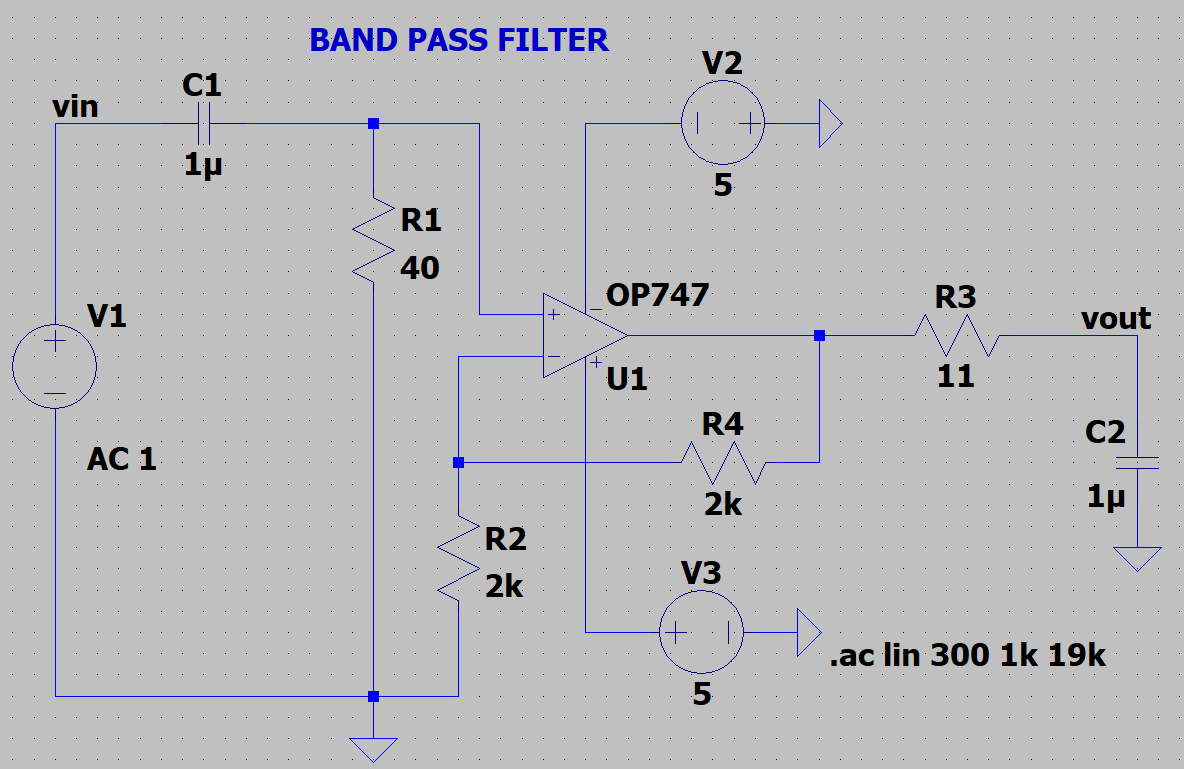 BAND PASS FILTER
V2
5
vin
C1
1µ
R1
40
V1
AC 1
OP747
U1
R3
11
vout
R4
2k
C2
1µ
R2
2k
V3
5
.ac lin 300 1k 19k